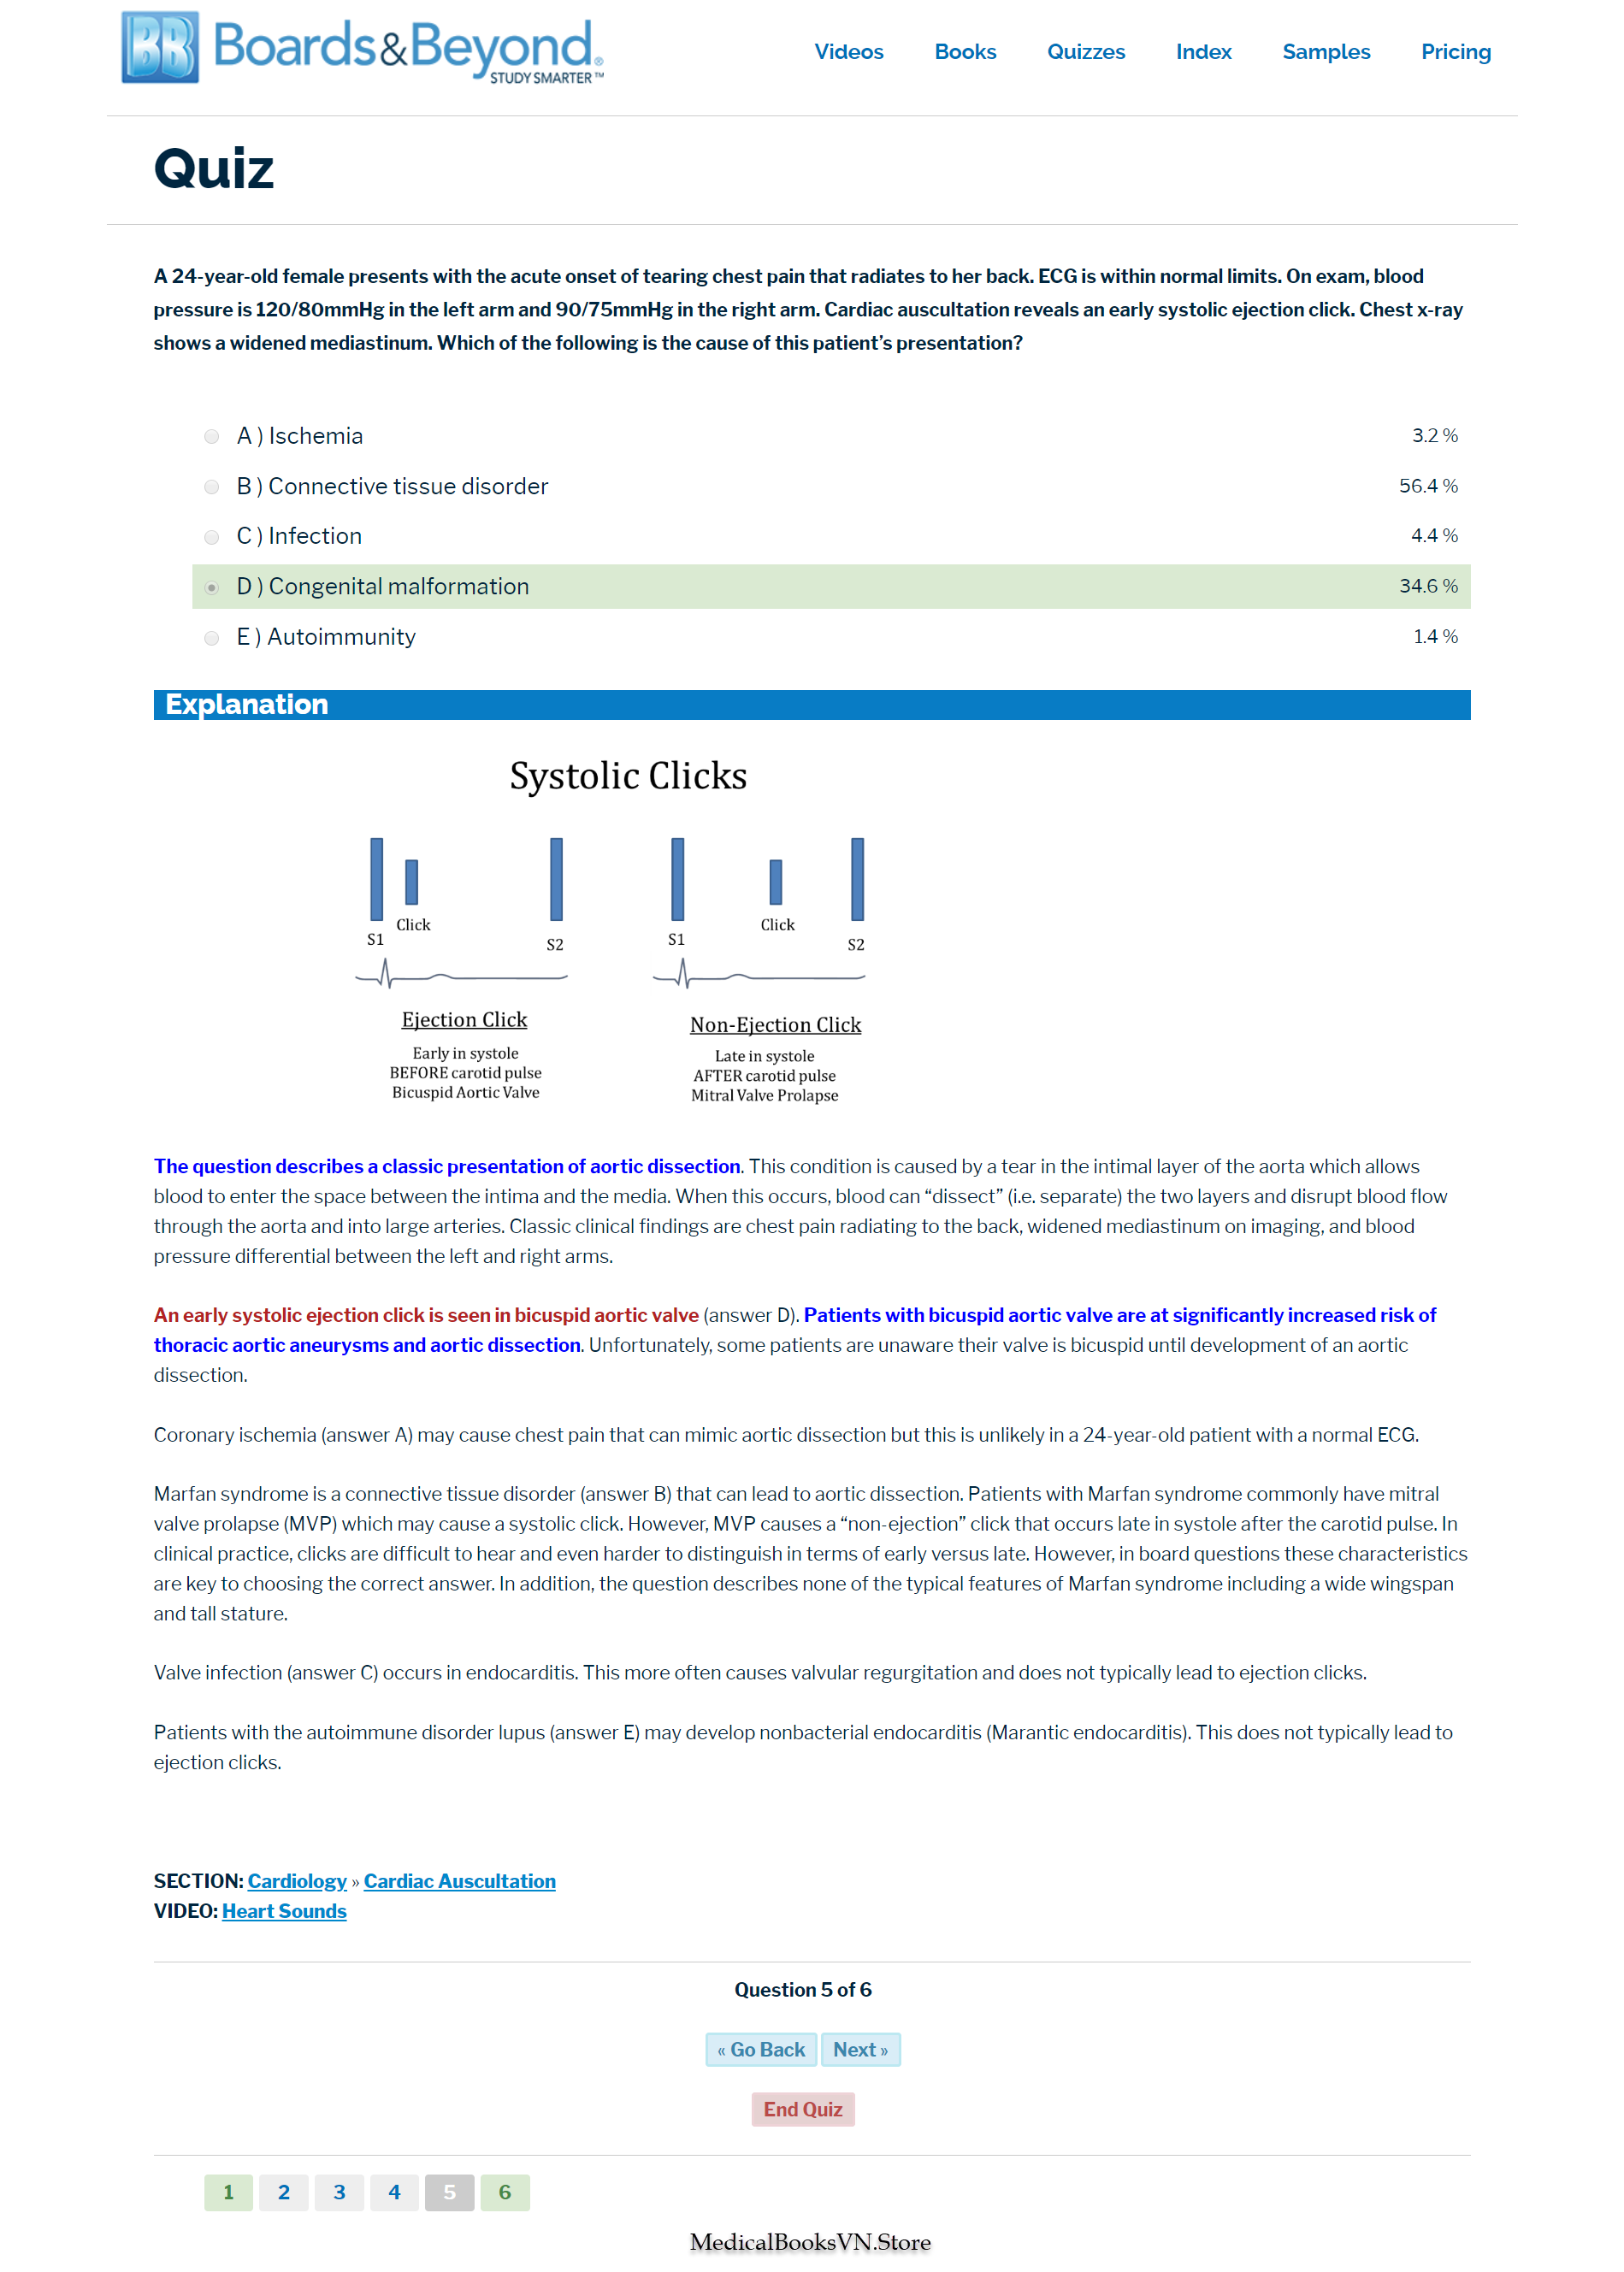 BB Boards&Beyond®
STUDY SMARTER™
Videos Books Quizzes Index Samples Pricing
Quiz
A 24-year-old female presents with the acute onset of tearing chest pain that radiates to her back. ECG is within normal limits. On exam, blood
pressure is 120/80mmHg in the left arm and 90/75mmHg in the right arm. Cardiac auscultation reveals an early systolic ejection click. Chest x-ray
shows a widened mediastinum. Which of the following is the cause of this patient’s presentation?
A ) Ischemia 3.2 %
B ) Connective tissue disorder 56.4 %
C ) Infection 4.4 %
D ) Congenital malformation 34.6 %
E ) Autoimmunity 1.4 %
Explanation
Systolic Clicks
Click Click
S1 S2 S1 S2
Ejection Click
Early in systole
BEFORE carotid pulse
Bicuspid Aortic Valve
Non-Ejection Click
Late in systole
AFTER carotid pulse
Mitral Valve Prolapse
The question describes a classic presentation of aortic dissection. This condition is caused by a tear in the intimal layer of the aorta which allows
blood to enter the space between the intima and the media. When this occurs, blood can “dissect” (i.e. separate) the two layers and disrupt blood flow
through the aorta and into large arteries. Classic clinical findings are chest pain radiating to the back, widened mediastinum on imaging, and blood
pressure differential between the left and right arms.
An early systolic ejection click is seen in bicuspid aortic valve (answer D). Patients with bicuspid aortic valve are at significantly increased risk of
thoracic aortic aneurysms and aortic dissection. Unfortunately, some patients are unaware their valve is bicuspid until development of an aortic
dissection.
Coronary ischemia (answer A) may cause chest pain that can mimic aortic dissection but this is unlikely in a 24-year-old patient with a normal ECG.
Marfan syndrome is a connective tissue disorder (answer B) that can lead to aortic dissection. Patients with Marfan syndrome commonly have mitral
valve prolapse (MVP) which may cause a systolic click. However, MVP causes a “non-ejection” click that occurs late in systole after the carotid pulse. In
clinical practice, clicks are difficult to hear and even harder to distinguish in terms of early versus late. However, in board questions these characteristics
are key to choosing the correct answer. In addition, the question describes none of the typical features of Marfan syndrome including a wide wingspan
and tall stature.
Valve infection (answer C) occurs in endocarditis. This more often causes valvular regurgitation and does not typically lead to ejection clicks.
Patients with the autoimmune disorder lupus (answer E) may develop nonbacterial endocarditis (Marantic endocarditis). This does not typically lead to
ejection clicks.
SECTION: Cardiology » Cardiac Auscultation
VIDEO: Heart Sounds
Question 5 of 6
« Go Back Next »
End Quiz
1 2 3 4 5 6
MedicalBooksVN.Store